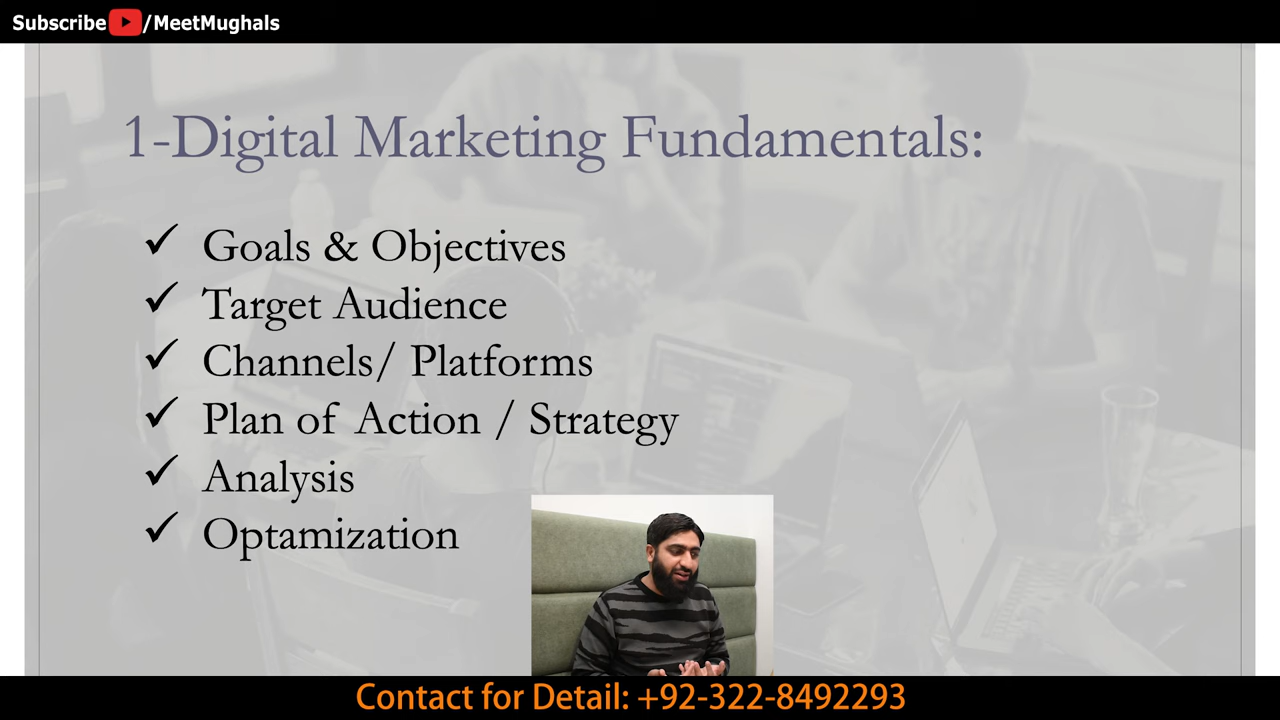 Subscribe /MeetMughals
1-Digital Marketing Fundamentals:
✓ Goals & Objectives
✓ Target Audience
✓ Channels/ Platforms
✓ Plan of Action / Strategy
✓ Analysis
✓ Optamization
Contact for Detail: +92-322-8492293